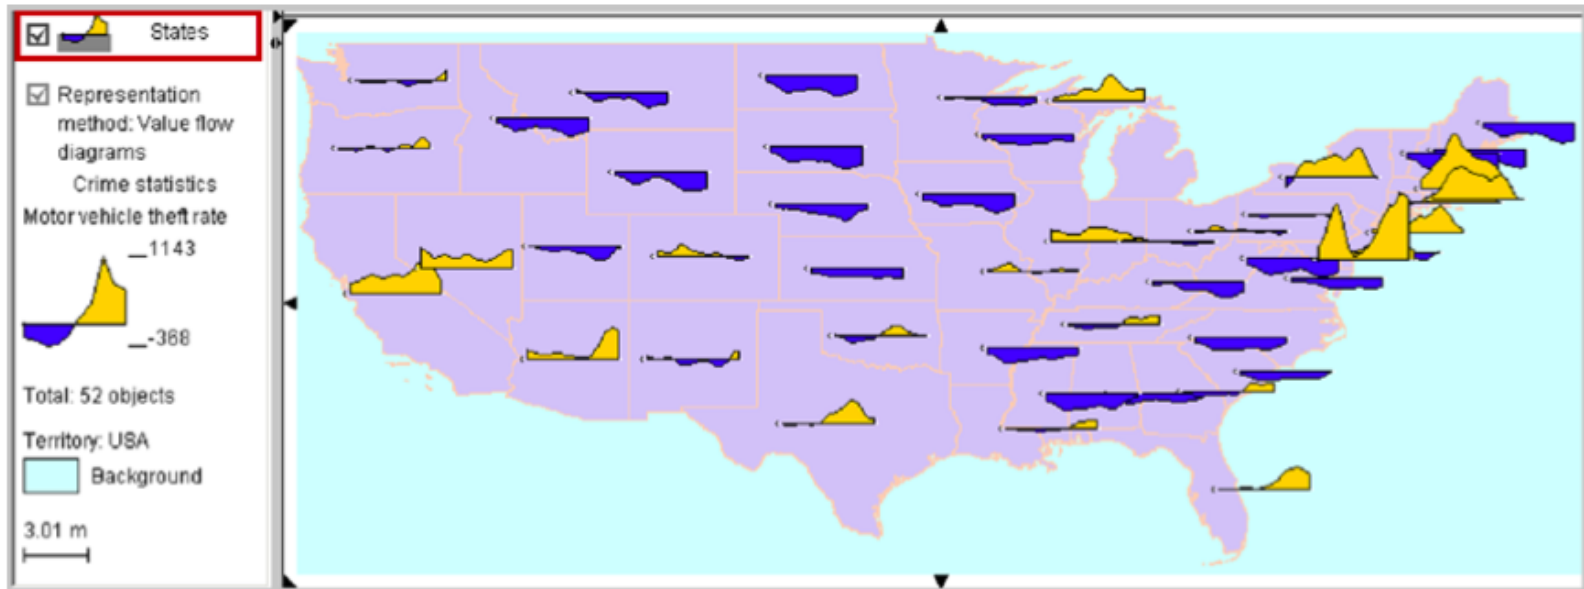 States
Representation
method: Value flow
diagrams
Crime statistics
Motor vehicle theft rate
1143
-368
Total: 52 objects
Territory: USA
Background
3.01 m